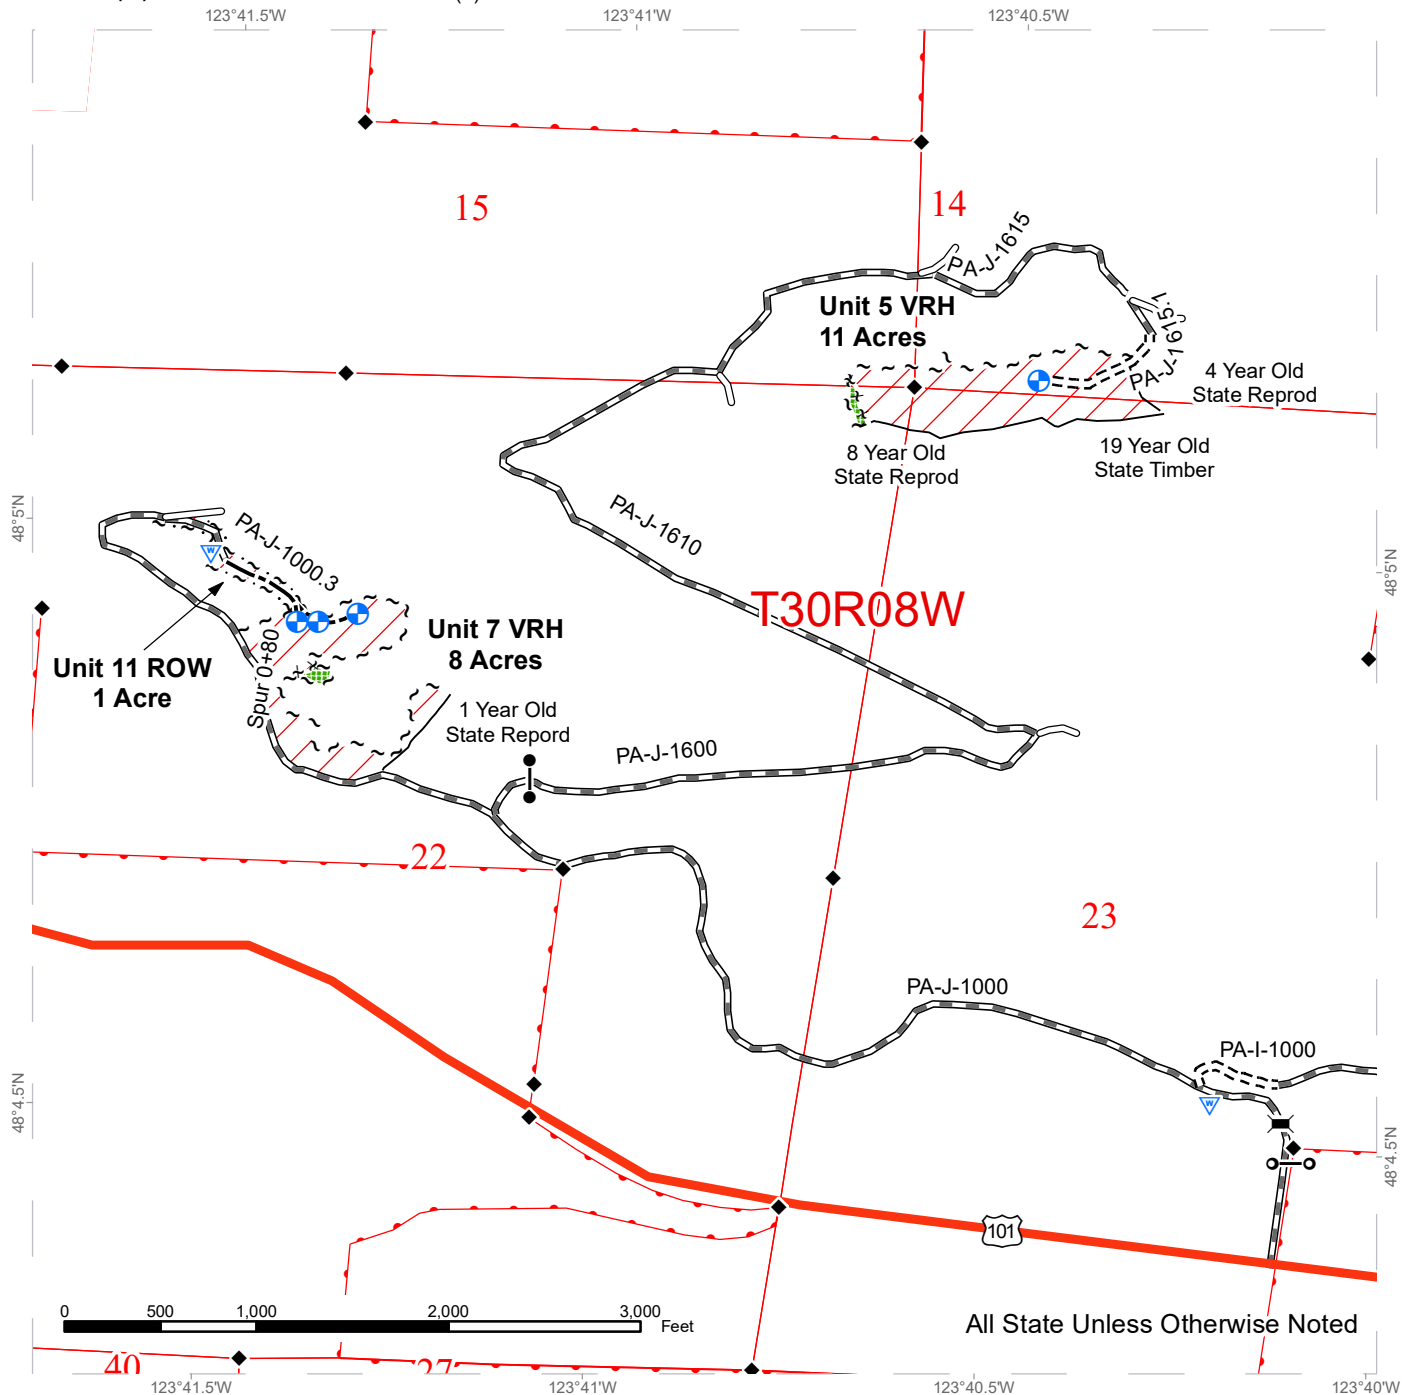 123°41.5'W
123°41'W
123°40.5'W
15
14
PA-J-1615
Unit 5 VRH
11 Acres
PA-J-1615.1
4 Year Old
State Reprod
8 Year Old
State Reprod
19 Year Old
State Timber
48°5'N
48°5'N
PA-J-1000.3
PA-J-1610
T30R08W
Unit 11 ROW
1 Acre
Spur 0+80
Unit 7 VRH
8 Acres
1 Year Old
State Repord
PA-J-1600
22
23
PA-J-1000
PA-I-1000
W
W
48°4.5'N
48°4.5'N
101
0 500 1,000 2,000 3,000
Feet
All State Unless Otherwise Noted
40
27
123°41.5'W
123°41'W
123°40.5'W
123°40'W